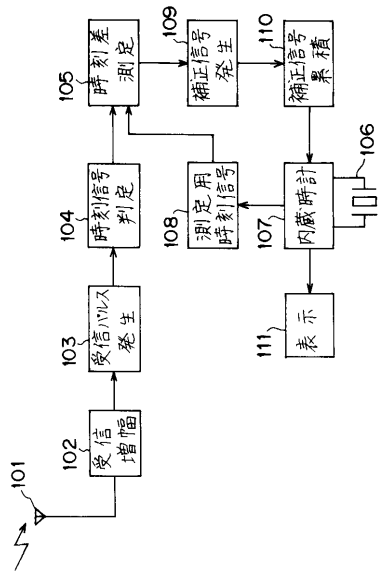 101
102
受信
増幅
103
受信パルス
発生
104
時刻信号
判定
105
時刻差
測定
109
補正信号
発生
110
補正信号
累積
108
測定用
時刻信号
107
内蔵時計
106
111
表示